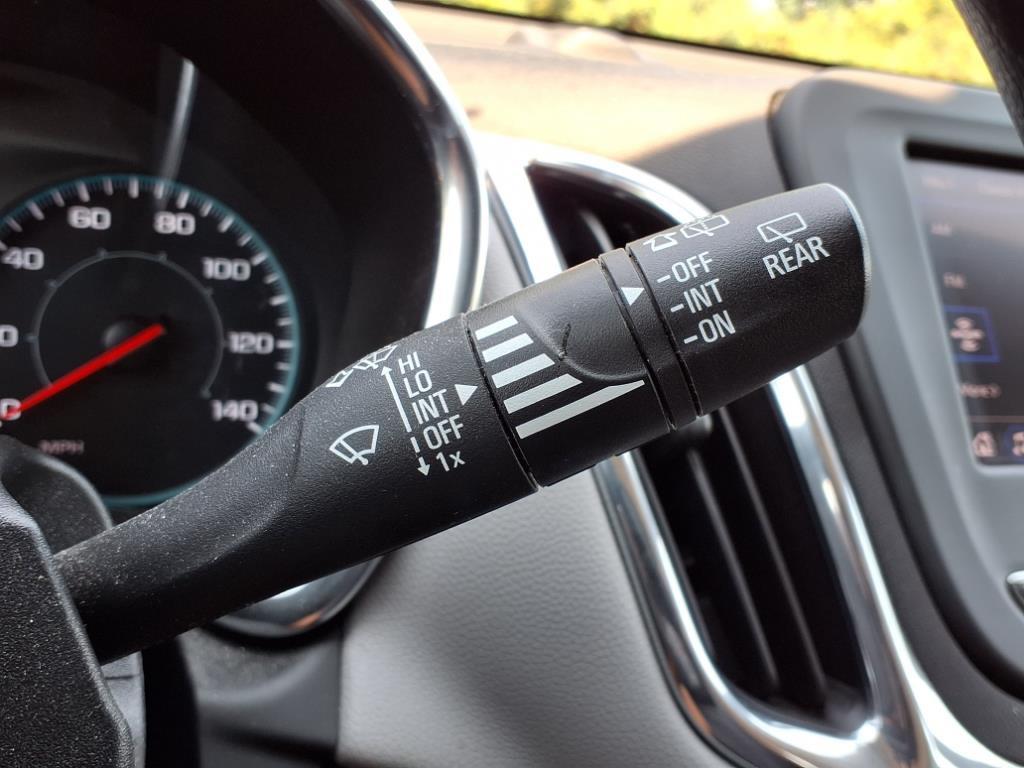 60
80
40
100
120
140
MPH
HI
LO
INT
OFF
1x
-OFF
-INT
-ON
REAR